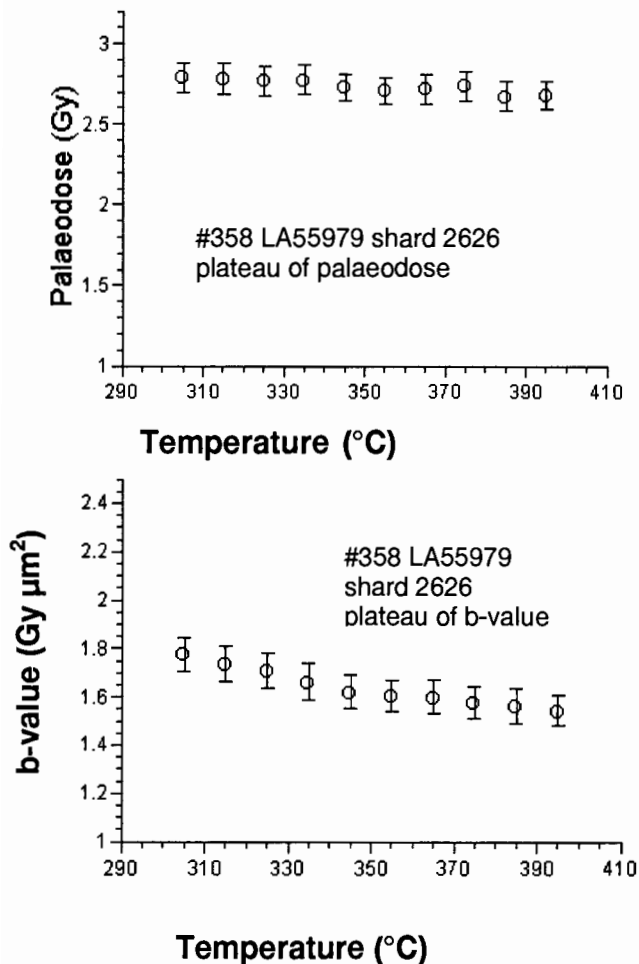 3
2.5
2
1.5
1
Palaeodose (Gy)
#358 LA55979 shard 2626
plateau of palaeodose
290 310 330 350 370 390 410
Temperature (°C)
2.4
2.2
2
1.8
1.6
1.4
1.2
1
b-value (Gy µm²)
#358 LA55979
shard 2626
plateau of b-value
290 310 330 350 370 390 410
Temperature (°C)